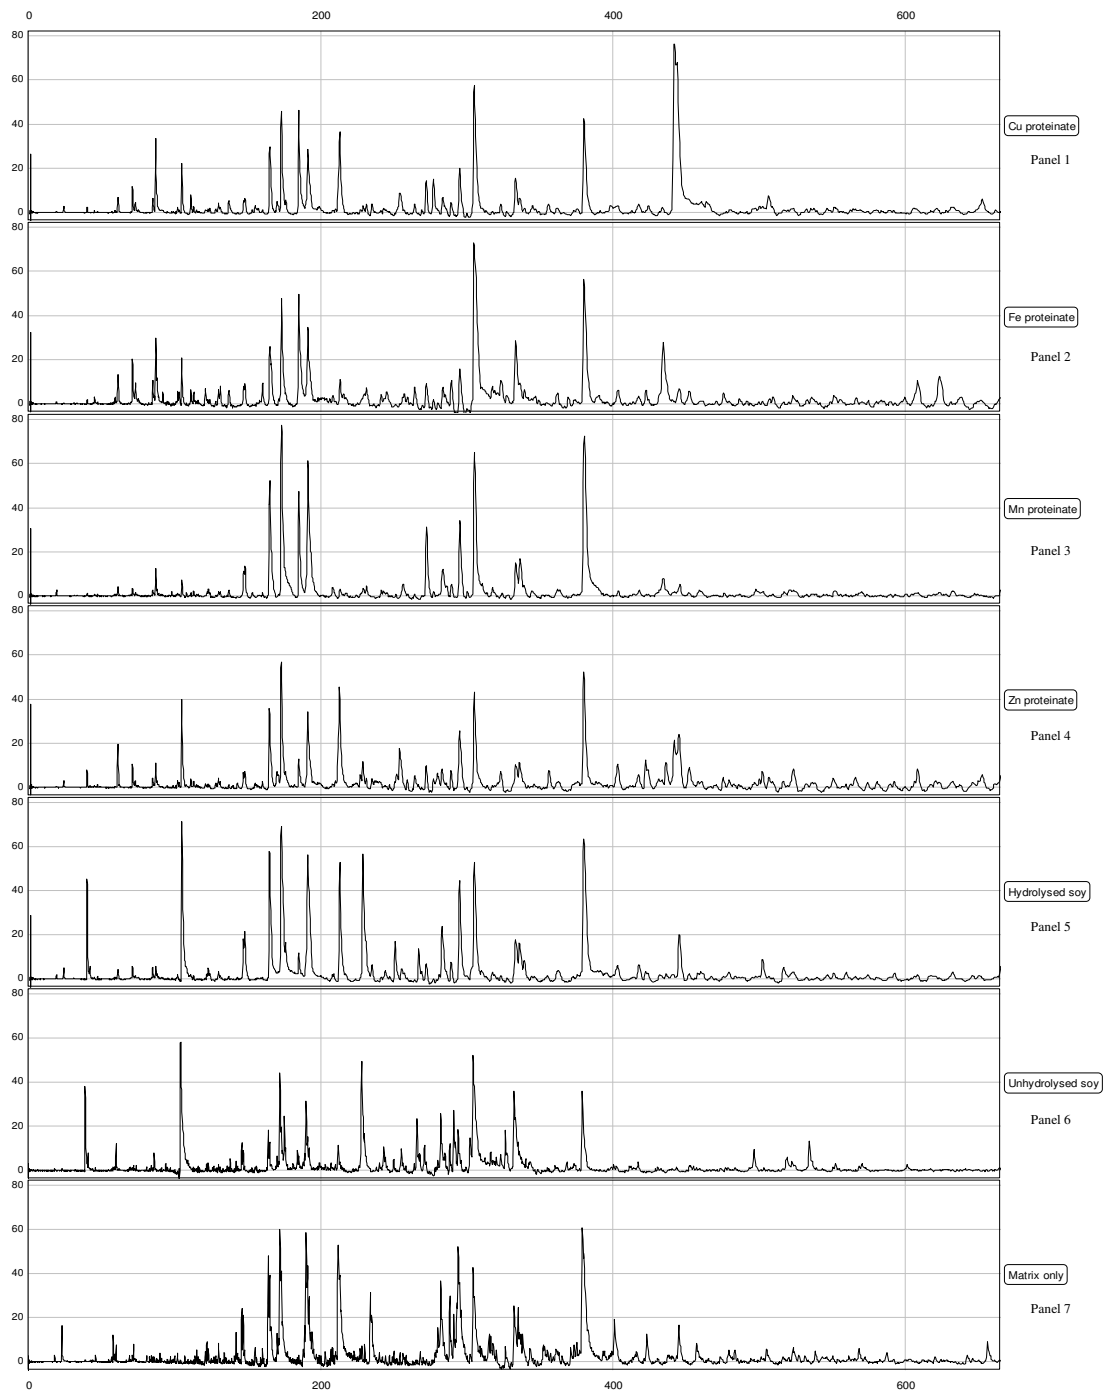 200 400 600
80
60
40
20
0
Cu proteinate
Panel 1
80
60
40
20
0
Fe proteinate
Panel 2
80
60
40
20
0
Mn proteinate
Panel 3
80
60
40
20
0
Zn proteinate
Panel 4
80
60
40
20
0
Hydrolysed soy
Panel 5
80
60
40
20
0
Unhydrolysed soy
Panel 6
80
60
40
20
0
Matrix only
Panel 7
0 200 400 600